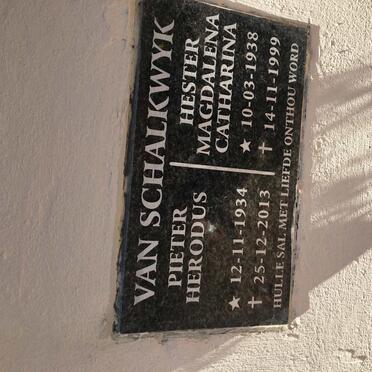 VAN SCHALKWYK
PIETER
HERODUS
★ 12-11-1934
✝ 25-12-2013
HESTER
MAGDALENA
CATHARINA
★ 10-03-1938
✝ 14-11-1999
HULLE SAL MET LIEFDE ONTHOU WORD